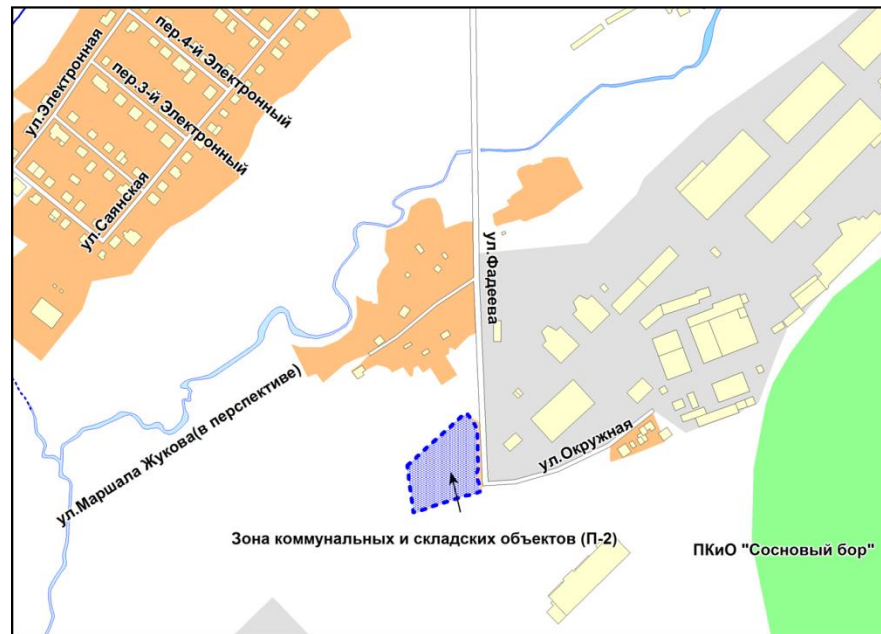 пер.4-й Электронный
ул.Электронная
пер.3-й Электронный
ул.Саянская
ул.Фадеева
ул.Маршала Жукова(в перспективе)
ул.Окружная
Зона коммунальных и складских объектов (П-2)
ПКиО "Сосновый бор"